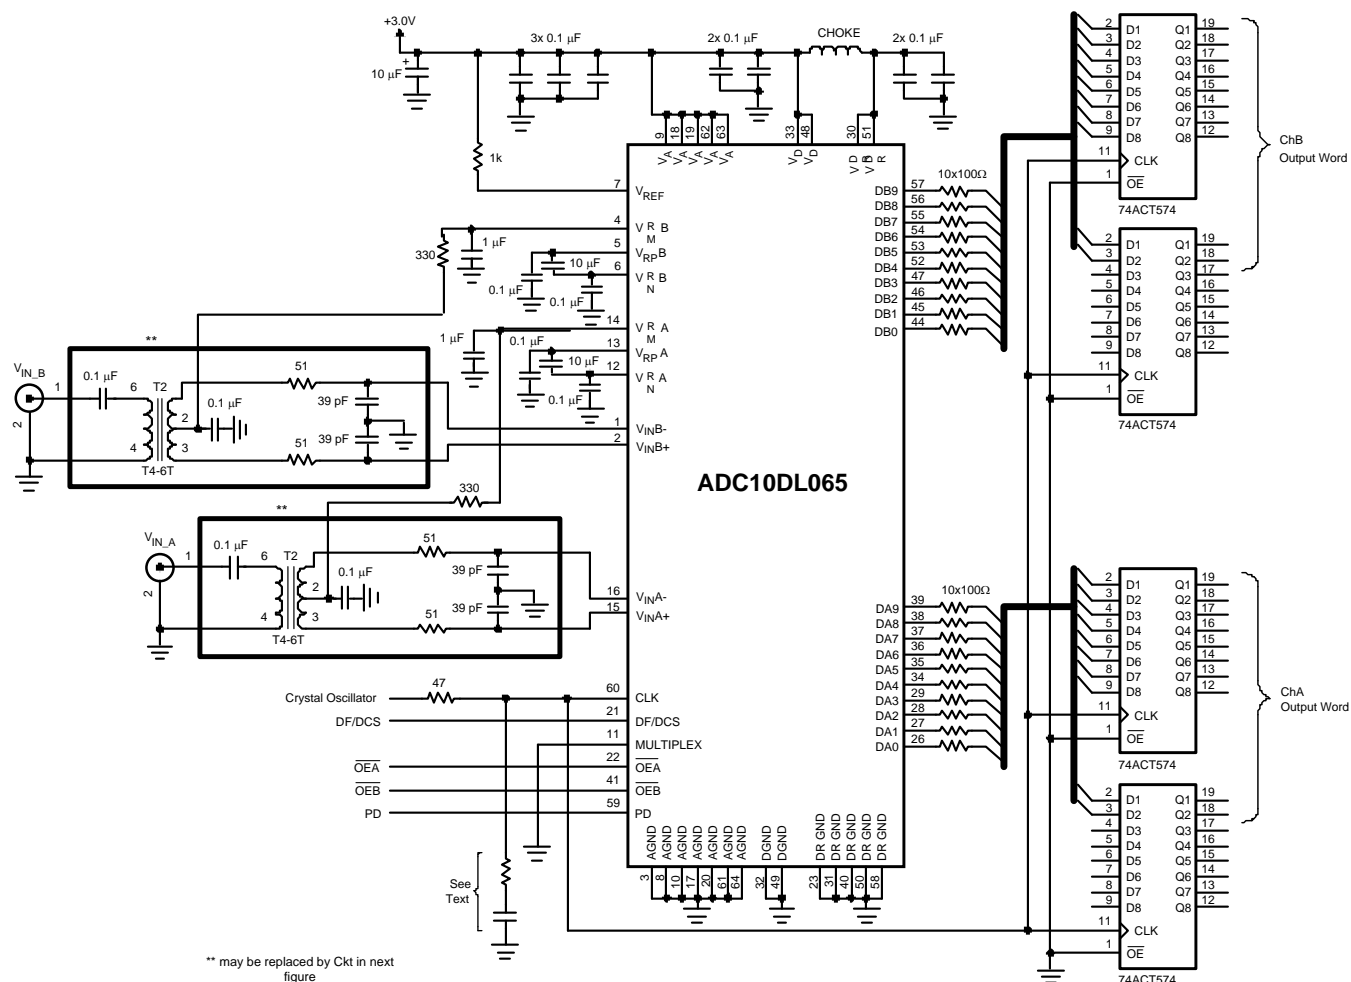 +3.0V
10 µF
+
3x 0.1 µF
2x 0.1 µF
CHOKE
2x 0.1 µF
1k
9
18
19
62
63
33
48
30
51
VA
VA
VA
VA
VA
VD
VD
VD
VB
R
R
7
VREF
4
VRMB
5
VRPB
6
VRNB
14
VRMA
13
VRPA
12
VRNA
1
VINB-
2
VINB+
16
VINA-
15
VINA+
330
1 µF
10 µF
0.1 µF
0.1 µF
1 µF
0.1 µF
10 µF
0.1 µF
**
VIN_B
1
2
0.1 µF
6
T2
4
2
3
0.1 µF
T4-6T
51
39 pF
39 pF
51
330
**
VIN_A
1
2
0.1 µF
6
T2
4
2
3
0.1 µF
T4-6T
51
39 pF
39 pF
51
ADC10DL065
Crystal Oscillator
47
60
CLK
DF/DCS
21
DF/DCS
11
MULTIPLEX
OEA
22
OEA
OEB
41
OEB
PD
59
PD
See
Text
AGND
AGND
AGND
AGND
AGND
AGND
AGND
DGND
DGND
DR GND
DR GND
DR GND
DR GND
DR GND
3
8
10
17
20
61
64
32
49
23
31
40
50
58
10x100Ω
DB9 57
DB8 56
DB7 55
DB6 54
DB5 53
DB4 52
DB3 47
DB2 46
DB1 45
DB0 44
10x100Ω
DA9 39
DA8 38
DA7 37
DA6 36
DA5 35
DA4 34
DA3 29
DA2 28
DA1 27
DA0 26
2 D1 Q1 19
3 D2 Q2 18
4 D3 Q3 17
5 D4 Q4 16
6 D5 Q5 15
7 D6 Q6 14
8 D7 Q7 13
9 D8 Q8 12
11 CLK
1 OE
74ACT574
ChB
Output Word
2 D1 Q1 19
3 D2 Q2 18
4 D3 Q3 17
5 D4 Q4 16
6 D5 Q5 15
7 D6 Q6 14
8 D7 Q7 13
9 D8 Q8 12
11 CLK
1 OE
74ACT574
2 D1 Q1 19
3 D2 Q2 18
4 D3 Q3 17
5 D4 Q4 16
6 D5 Q5 15
7 D6 Q6 14
8 D7 Q7 13
9 D8 Q8 12
11 CLK
1 OE
74ACT574
ChA
Output Word
2 D1 Q1 19
3 D2 Q2 18
4 D3 Q3 17
5 D4 Q4 16
6 D5 Q5 15
7 D6 Q6 14
8 D7 Q7 13
9 D8 Q8 12
11 CLK
1 OE
74ACT574
** may be replaced by Ckt in next
figure